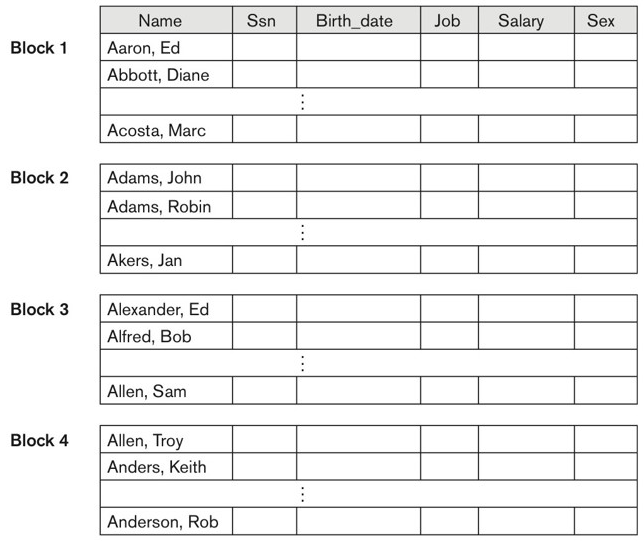 Name Ssn Birth_date Job Salary Sex
Block 1 Aaron, Ed
Abbott, Diane
⋮
Acosta, Marc
Block 2 Adams, John
Adams, Robin
⋮
Akers, Jan
Block 3 Alexander, Ed
Alfred, Bob
⋮
Allen, Sam
Block 4 Allen, Troy
Anders, Keith
⋮
Anderson, Rob